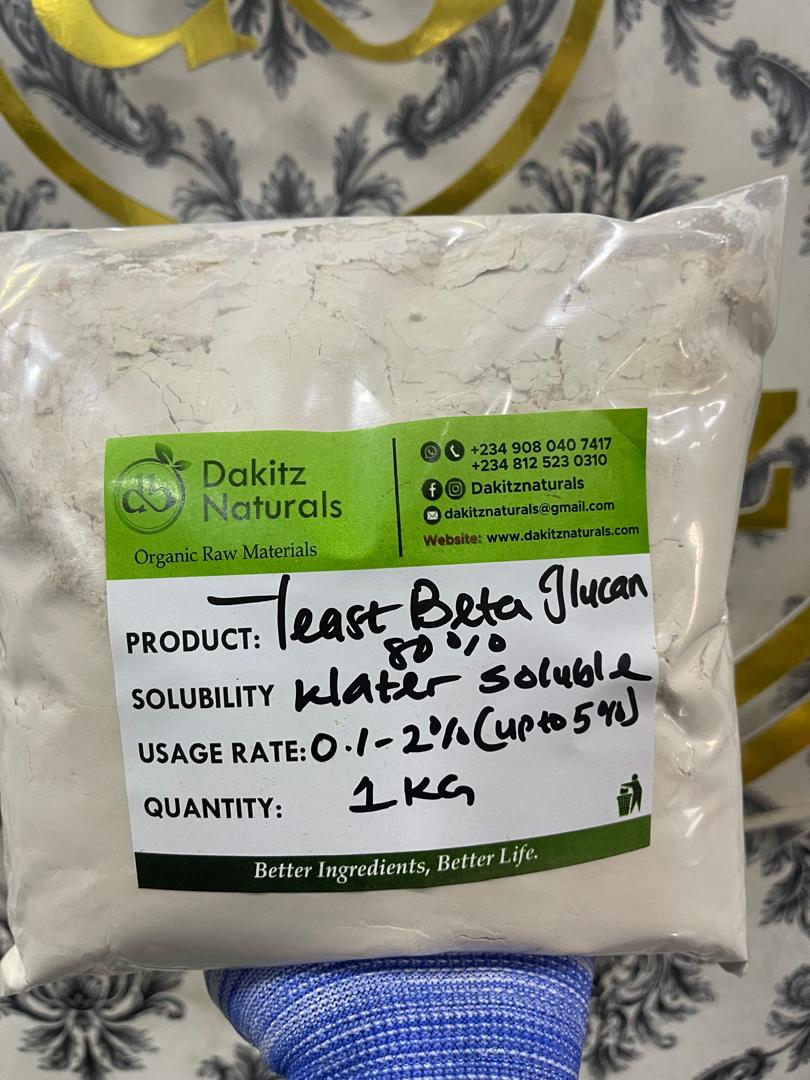 Dakitz
Naturals
Organic Raw Materials
+234 908 040 7417
+234 812 523 0310
Dakitznaturals
dakitznaturals@gmail.com
Website: www.dakitznaturals.com
PRODUCT: Yeast Beta Glucan
80%
SOLUBILITY Water soluble
USAGE RATE: 0.1-2% (up to 5%)
QUANTITY: 1KG
Better Ingredients, Better Life.